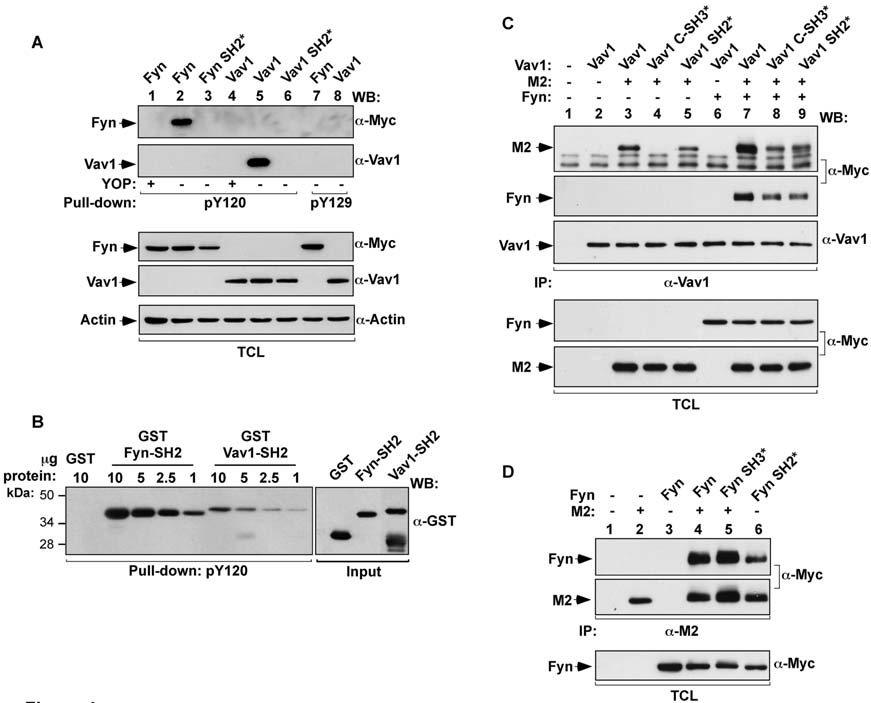 A
Fyn Fyn Fyn SH2* Vav1 Vav1 Vav1 SH2* Fyn Vav1
1 2 3 4 5 6 7 8 WB:
Fyn α-Myc
Vav1 α-Vav1
YOP: + - - + - - - -
Pull-down: pY120 pY129
Fyn α-Myc
Vav1 α-Vav1
Actin α-Actin
TCL
B
GST GST
μg GST Fyn-SH2 Vav1-SH2 GST Fyn-SH2 Vav1-SH2
protein: 10 10 5 2.5 1 10 5 2.5 1 WB:
kDa:
50
34
28
α-GST
Pull-down: pY120 Input
C
Vav1: - Vav1 Vav1 Vav1 C-SH3* Vav1 SH2* Vav1 Vav1 Vav1 C-SH3* Vav1 SH2*
M2: - - + + + - + + +
Fyn: - - - - - + + + +
1 2 3 4 5 6 7 8 9 WB:
M2
α-Myc
Fyn
Vav1 α-Vav1
IP: α-Vav1
Fyn
α-Myc
M2
TCL
D
Fyn - - Fyn Fyn Fyn SH3* Fyn SH2*
M2: - + - + + +
1 2 3 4 5 6
WB:
Fyn
α-Myc
M2
IP: α-M2
Fyn α-Myc
TCL